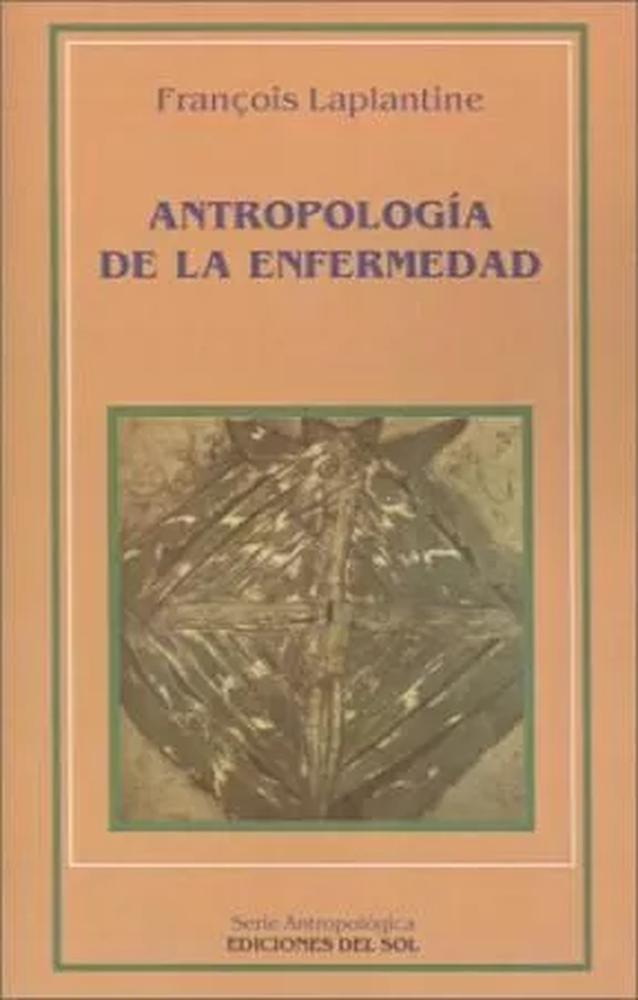 François Laplantine
ANTROPOLOGÍA
DE LA ENFERMEDAD
Serie Antropológica
EDICIONES DEL SOL